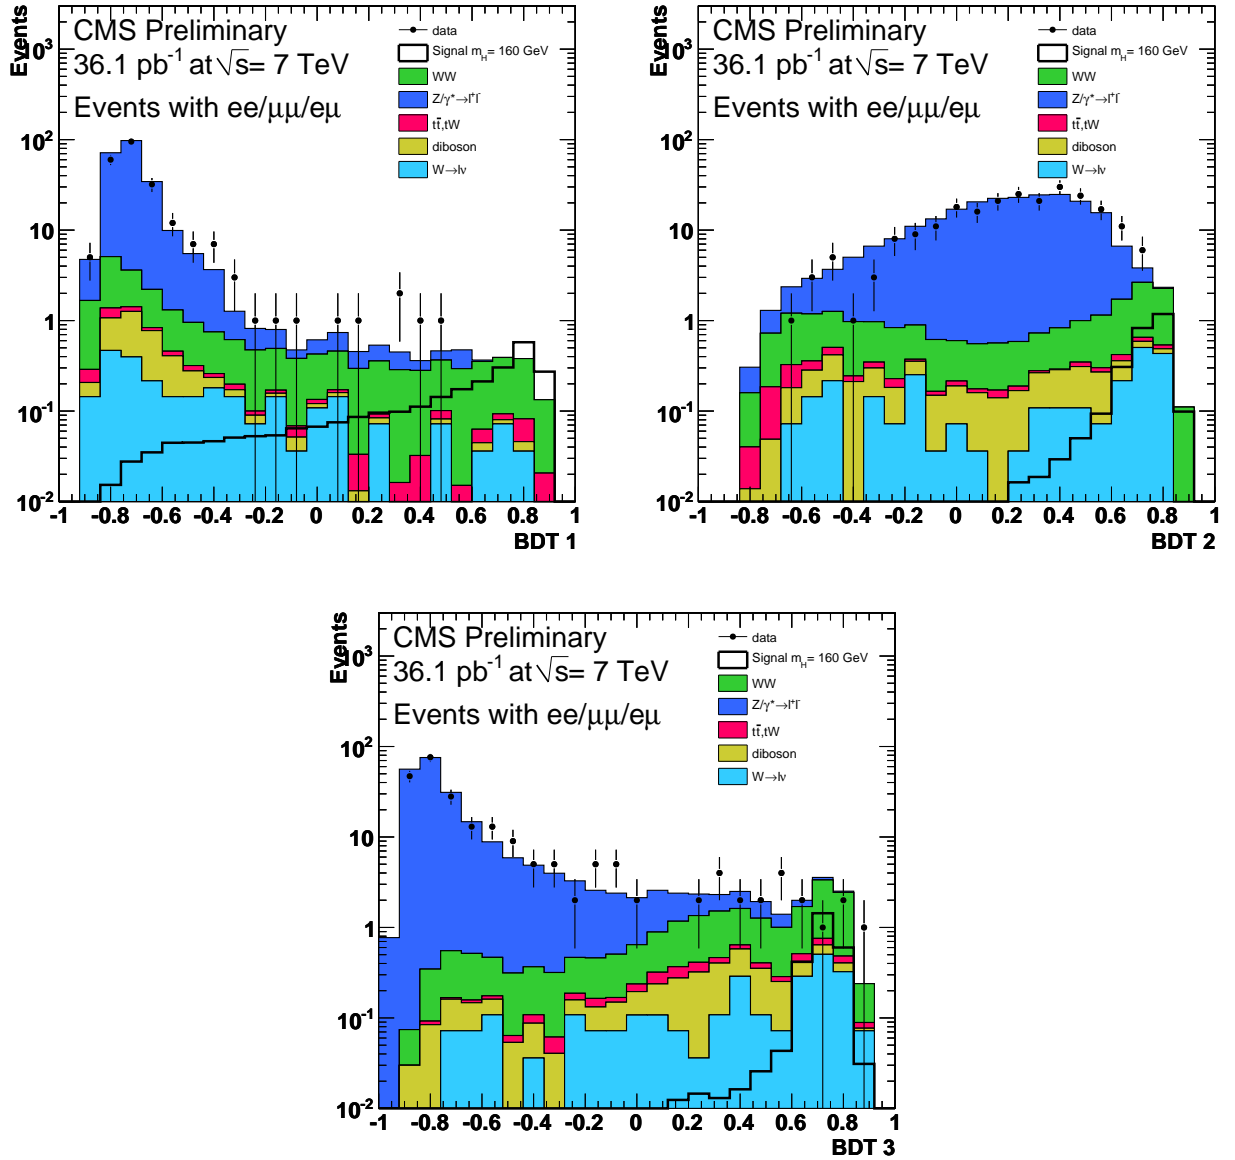 Events
10³
10²
10
1
10⁻¹
10⁻²
CMS Preliminary
36.1 pb⁻¹ at √s= 7 TeV
Events with ee/μμ/eμ
data
Signal m_H= 160 GeV
WW
Z/γ*→l⁺l⁻
tt̄,tW
diboson
W→lν
-1 -0.8 -0.6 -0.4 -0.2 0 0.2 0.4 0.6 0.8 1
BDT 1
Events
10³
10²
10
1
10⁻¹
10⁻²
CMS Preliminary
36.1 pb⁻¹ at √s= 7 TeV
Events with ee/μμ/eμ
data
Signal m_H= 160 GeV
WW
Z/γ*→l⁺l⁻
tt̄,tW
diboson
W→lν
-1 -0.8 -0.6 -0.4 -0.2 0 0.2 0.4 0.6 0.8 1
BDT 2
Events
10³
10²
10
1
10⁻¹
10⁻²
CMS Preliminary
36.1 pb⁻¹ at √s= 7 TeV
Events with ee/μμ/eμ
data
Signal m_H= 160 GeV
WW
Z/γ*→l⁺l⁻
tt̄,tW
diboson
W→lν
-1 -0.8 -0.6 -0.4 -0.2 0 0.2 0.4 0.6 0.8 1
BDT 3